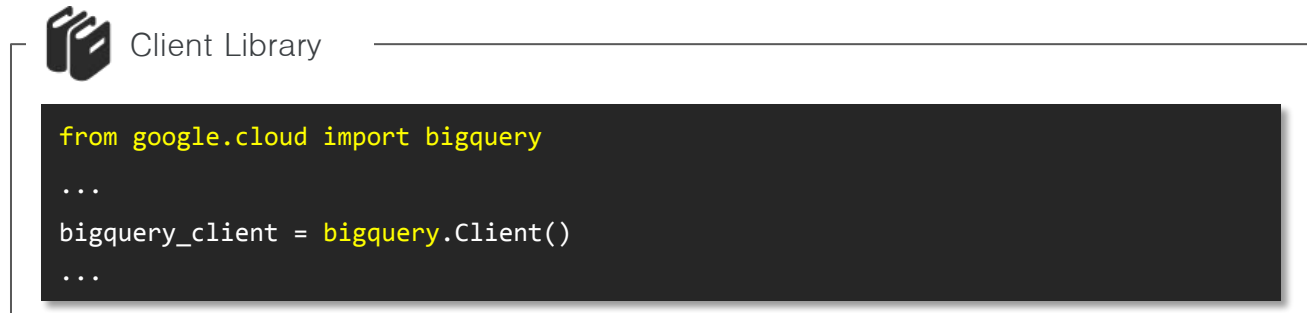 Client Library
from google.cloud import bigquery
...
bigquery_client = bigquery.Client()
...